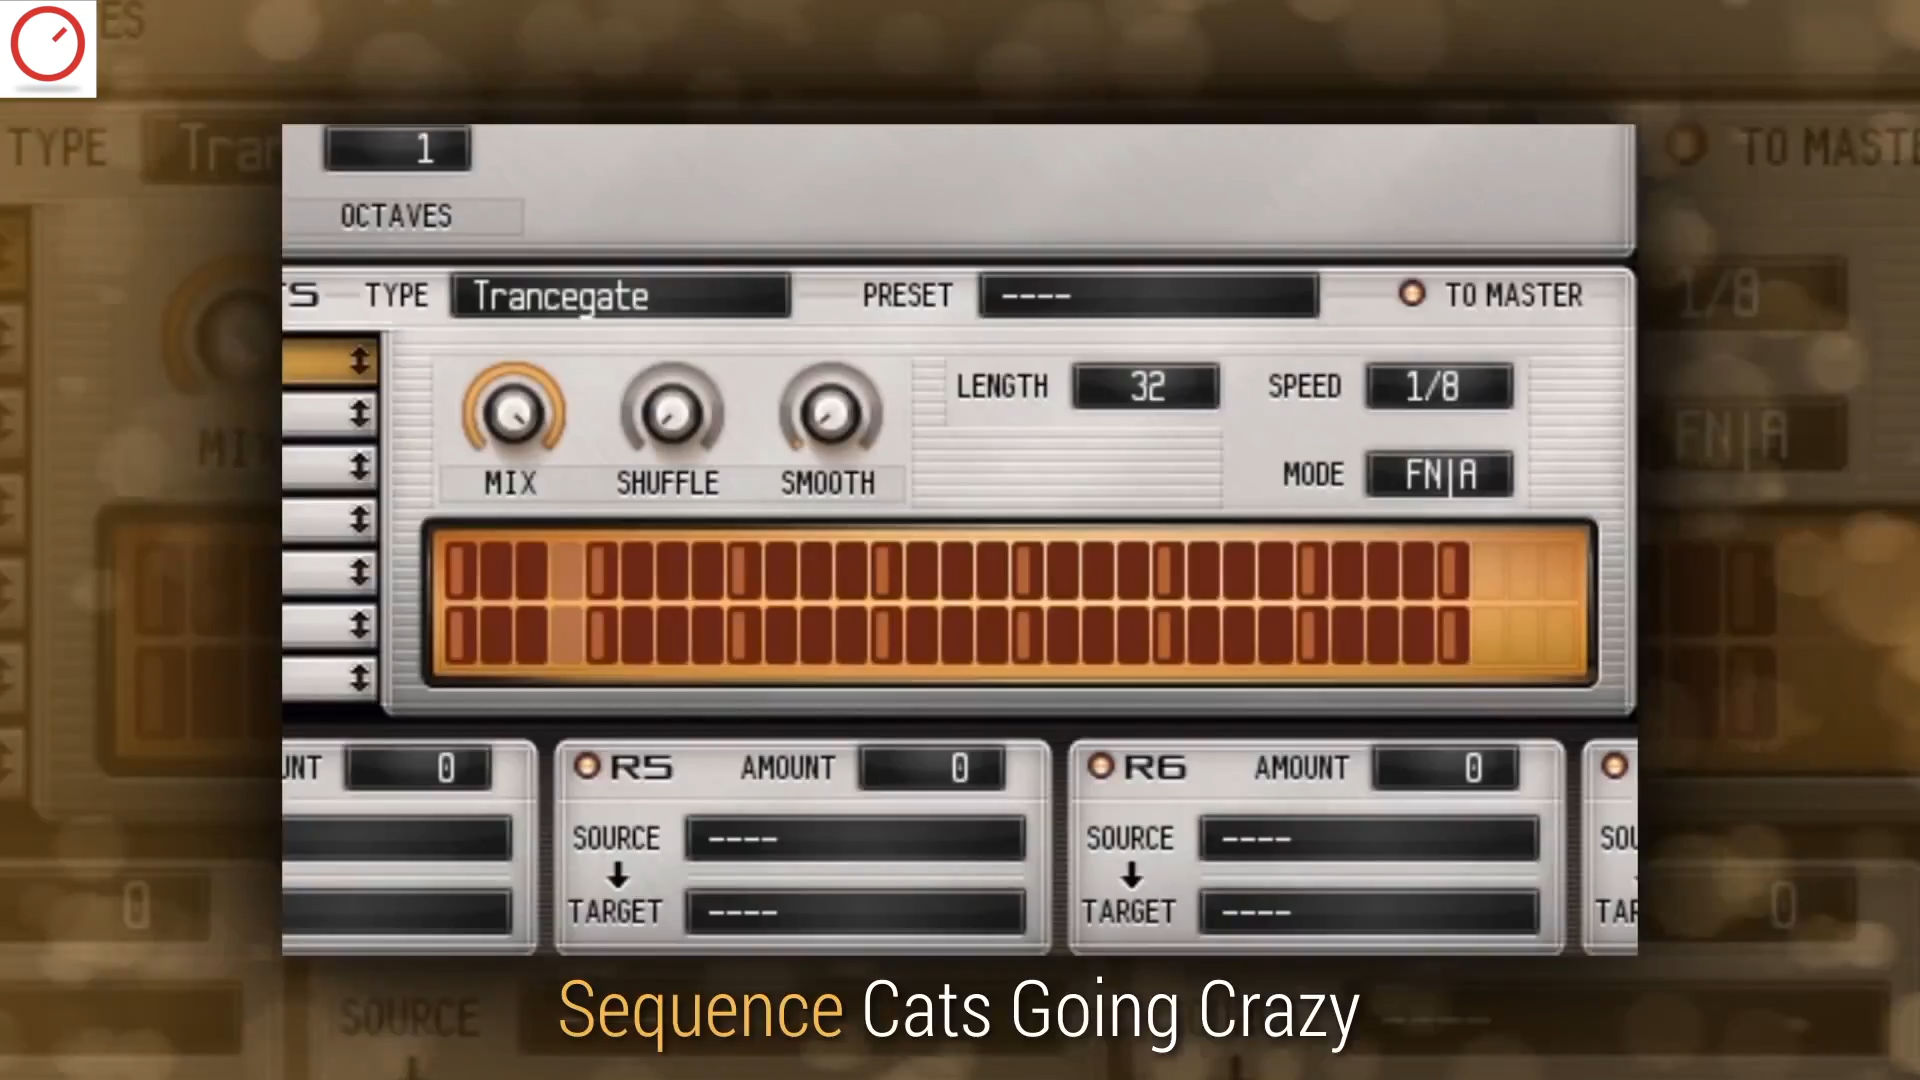 1
OCTAVES
TYPE Trancegate PRESET ---- TO MASTER
LENGTH 32 SPEED 1/8
MIX SHUFFLE SMOOTH MODE FN|A
0 R5 AMOUNT 0 R6 AMOUNT 0
SOURCE ---- SOURCE ----
TARGET ---- TARGET ----
Sequence Cats Going Crazy